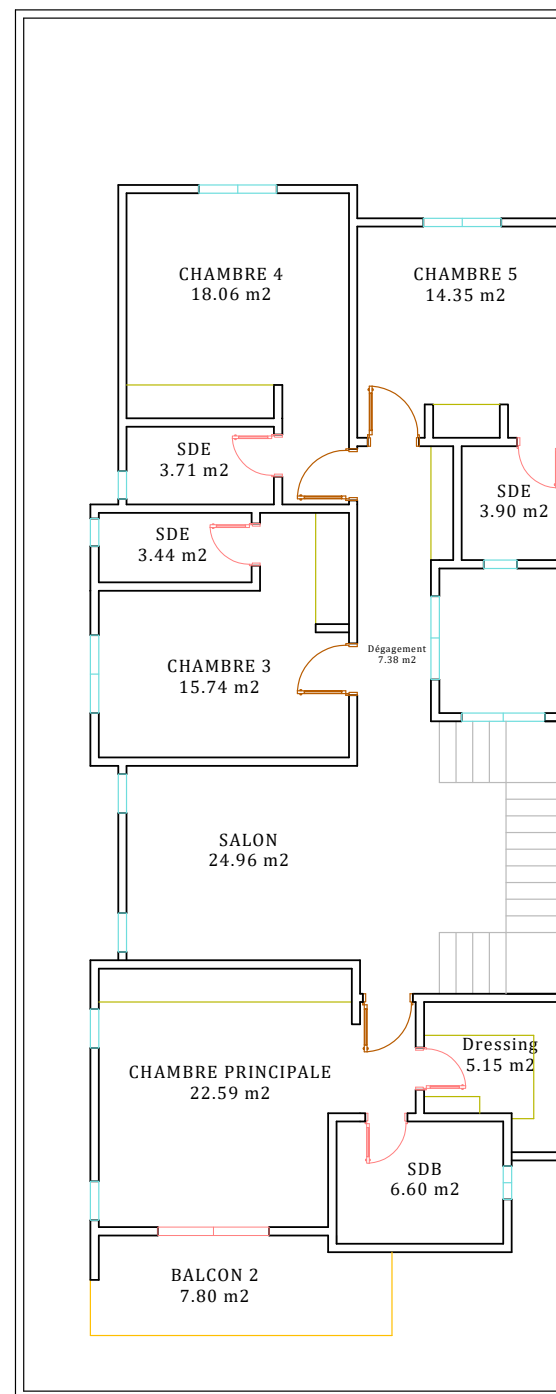 CHAMBRE 4
18.06 m2
CHAMBRE 5
14.35 m2
SDE
3.71 m2
SDE
3.90 m2
SDE
3.44 m2
Dégagement
7.38 m2
CHAMBRE 3
15.74 m2
SALON
24.96 m2
Dressing
5.15 m2
CHAMBRE PRINCIPALE
22.59 m2
SDB
6.60 m2
BALCON 2
7.80 m2